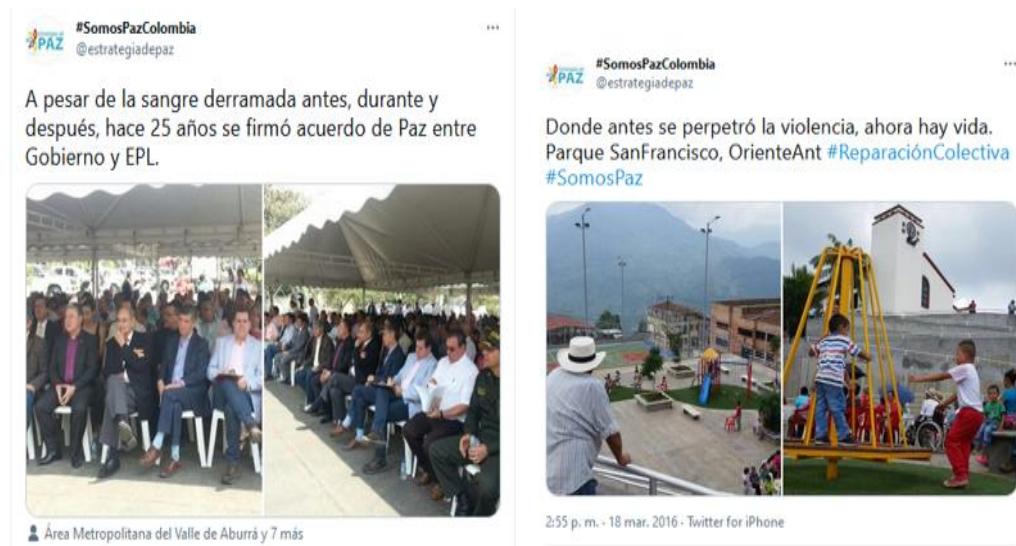 #SomosPazColombia
PAZ
@estrategiadepaz
A pesar de la sangre derramada antes, durante y
después, hace 25 años se firmó acuerdo de Paz entre
Gobierno y EPL.
Área Metropolitana del Valle de Aburrá y 7 más
#SomosPazColombia
PAZ
@estrategiadepaz
Donde antes se perpetró la violencia, ahora hay vida.
Parque SanFrancisco, OrienteAnt #ReparaciónColectiva
#SomosPaz
2:55 p. m. · 18 mar. 2016 · Twitter for iPhone